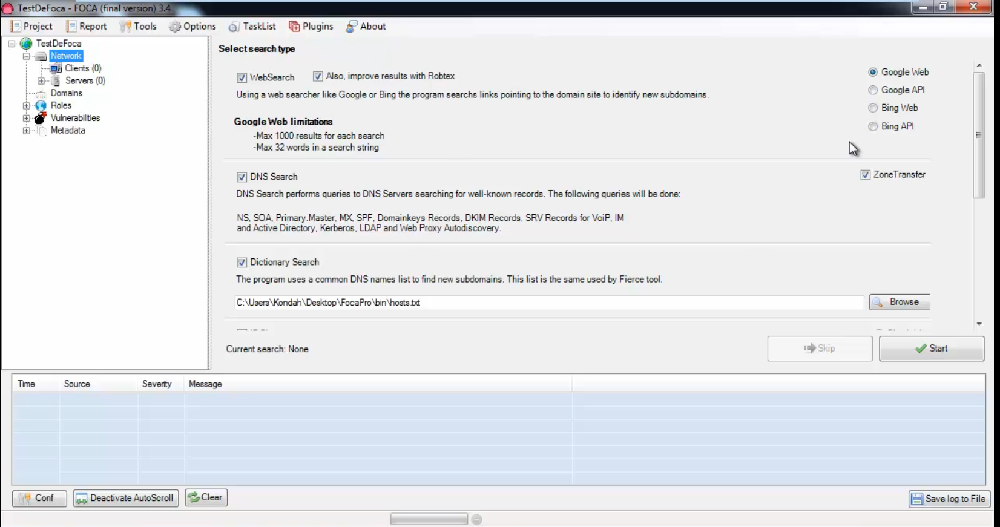 TestDeFoca - FOCA (final version) 3.4
Project Report Tools Options TaskList Plugins About
TestDeFoca
Network
Clients (0)
Servers (0)
Domains
Roles
Vulnerabilities
Metadata
Select search type
WebSearch Also, improve results with Robtex
Using a web searcher like Google or Bing the program searchs links pointing to the domain site to identify new subdomains.
Google Web limitations
-Max 1000 results for each search
-Max 32 words in a search string
Google Web
Google API
Bing Web
Bing API
DNS Search
ZoneTransfer
DNS Search performs queries to DNS Servers searching for well-known records. The following queries will be done:
NS, SOA, Primary.Master, MX, SPF, Domainkeys Records, DKIM Records, SRV Records for VoiP, IM
and Active Directory, Kerberos, LDAP and Web Proxy Autodiscovery.
Dictionary Search
The program uses a common DNS names list to find new subdomains. This list is the same used by Fierce tool.
C:\Users\Kondah\Desktop\FocaPro\bin\hosts.txt
Browse
Current search: None
Skip
Start
Time Source Severity Message
Conf Deactivate AutoScroll Clear
Save log to File